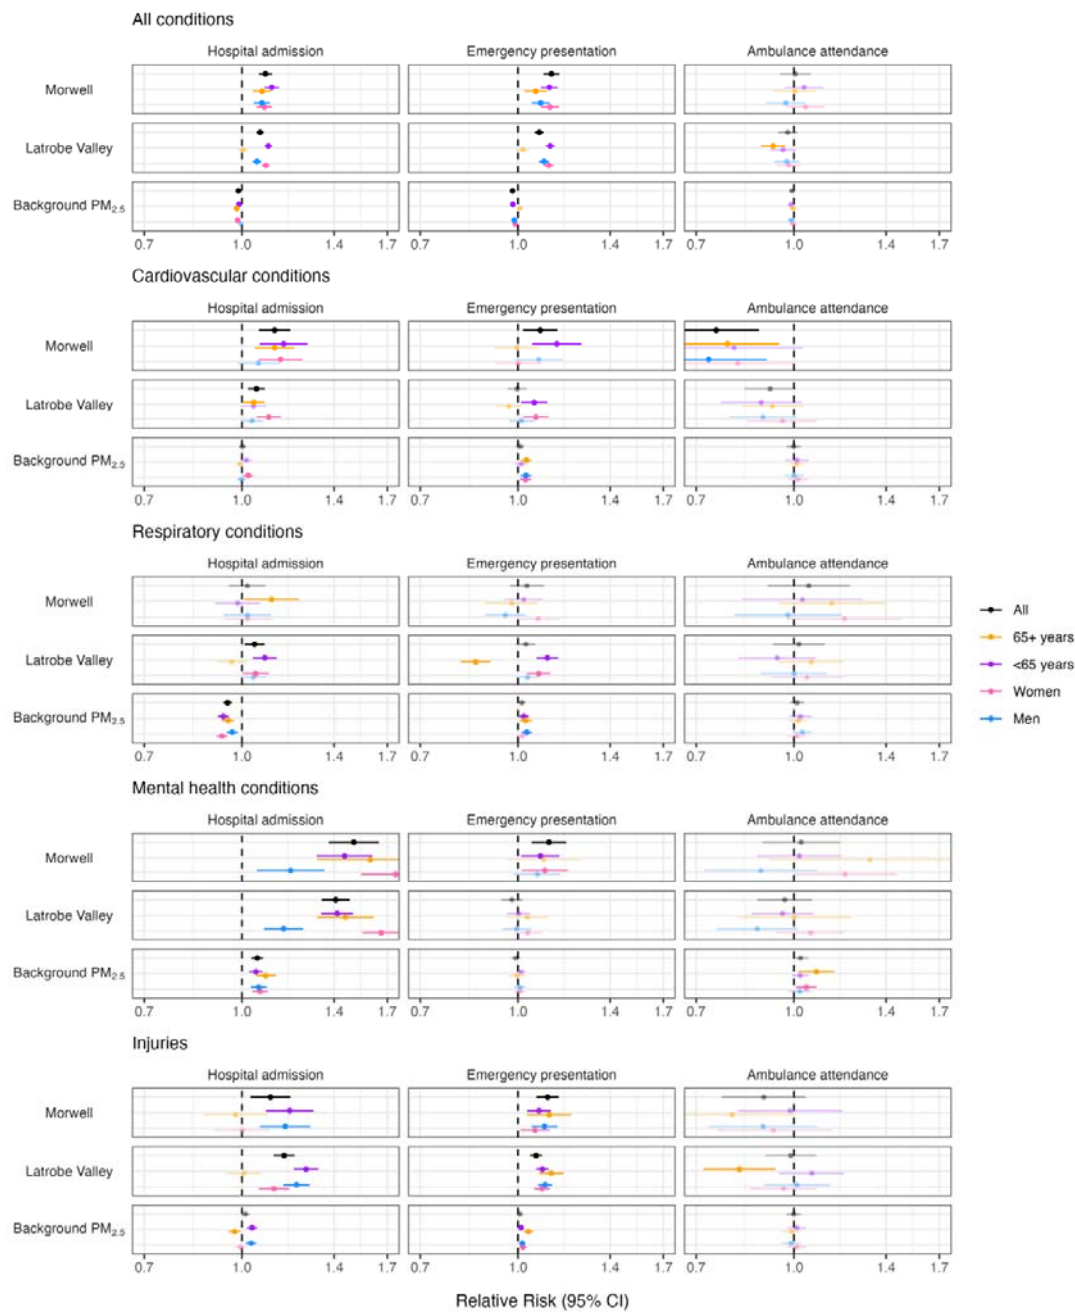 All conditions
Hospital admission Emergency presentation Ambulance attendance
Morwell
Latrobe Valley
Background PM2.5
0.7 1.0 1.4 1.7 0.7 1.0 1.4 1.7 0.7 1.0 1.4 1.7
Cardiovascular conditions
Hospital admission Emergency presentation Ambulance attendance
Morwell
Latrobe Valley
Background PM2.5
0.7 1.0 1.4 1.7 0.7 1.0 1.4 1.7 0.7 1.0 1.4 1.7
Respiratory conditions
Hospital admission Emergency presentation Ambulance attendance
Morwell
Latrobe Valley
Background PM2.5
0.7 1.0 1.4 1.7 0.7 1.0 1.4 1.7 0.7 1.0 1.4 1.7
All
65+ years
<65 years
Women
Men
Mental health conditions
Hospital admission Emergency presentation Ambulance attendance
Morwell
Latrobe Valley
Background PM2.5
0.7 1.0 1.4 1.7 0.7 1.0 1.4 1.7 0.7 1.0 1.4 1.7
Injuries
Hospital admission Emergency presentation Ambulance attendance
Morwell
Latrobe Valley
Background PM2.5
0.7 1.0 1.4 1.7 0.7 1.0 1.4 1.7 0.7 1.0 1.4 1.7
Relative Risk (95% CI)